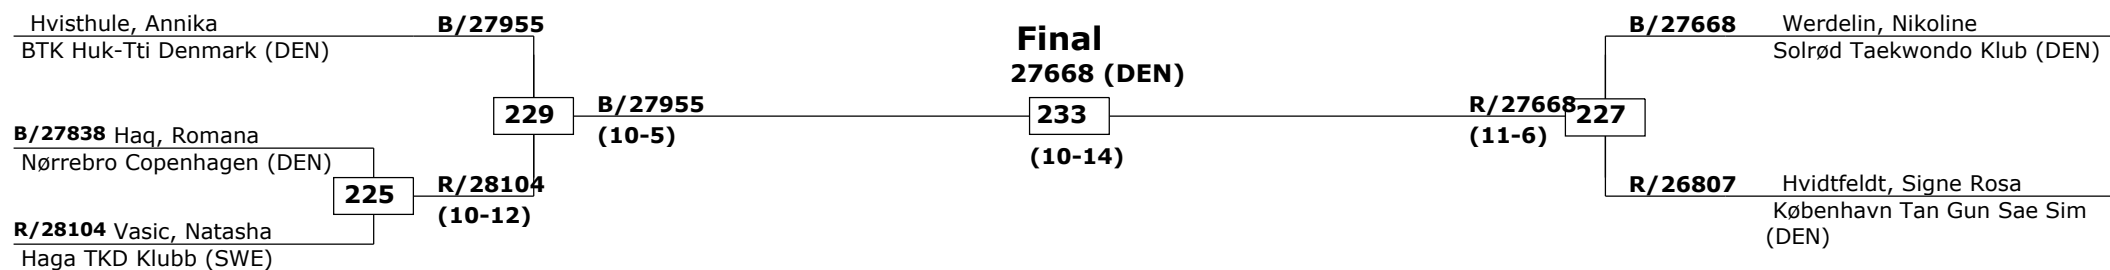 Hvisthule, Annika
BTK Huk-Tti Denmark (DEN)
B/27955
B/27838 Haq, Romana
Nørrebro Copenhagen (DEN)
225
R/28104 Vasic, Natasha
Haga TKD Klubb (SWE)
R/28104
(10-12)
229
B/27955
(10-5)
Final
27668 (DEN)
233
(10-14)
R/27668
(11-6)
227
B/27668 Werdelin, Nikoline
Solrød Taekwondo Klub (DEN)
R/26807 Hvidtfeldt, Signe Rosa
København Tan Gun Sae Sim
(DEN)